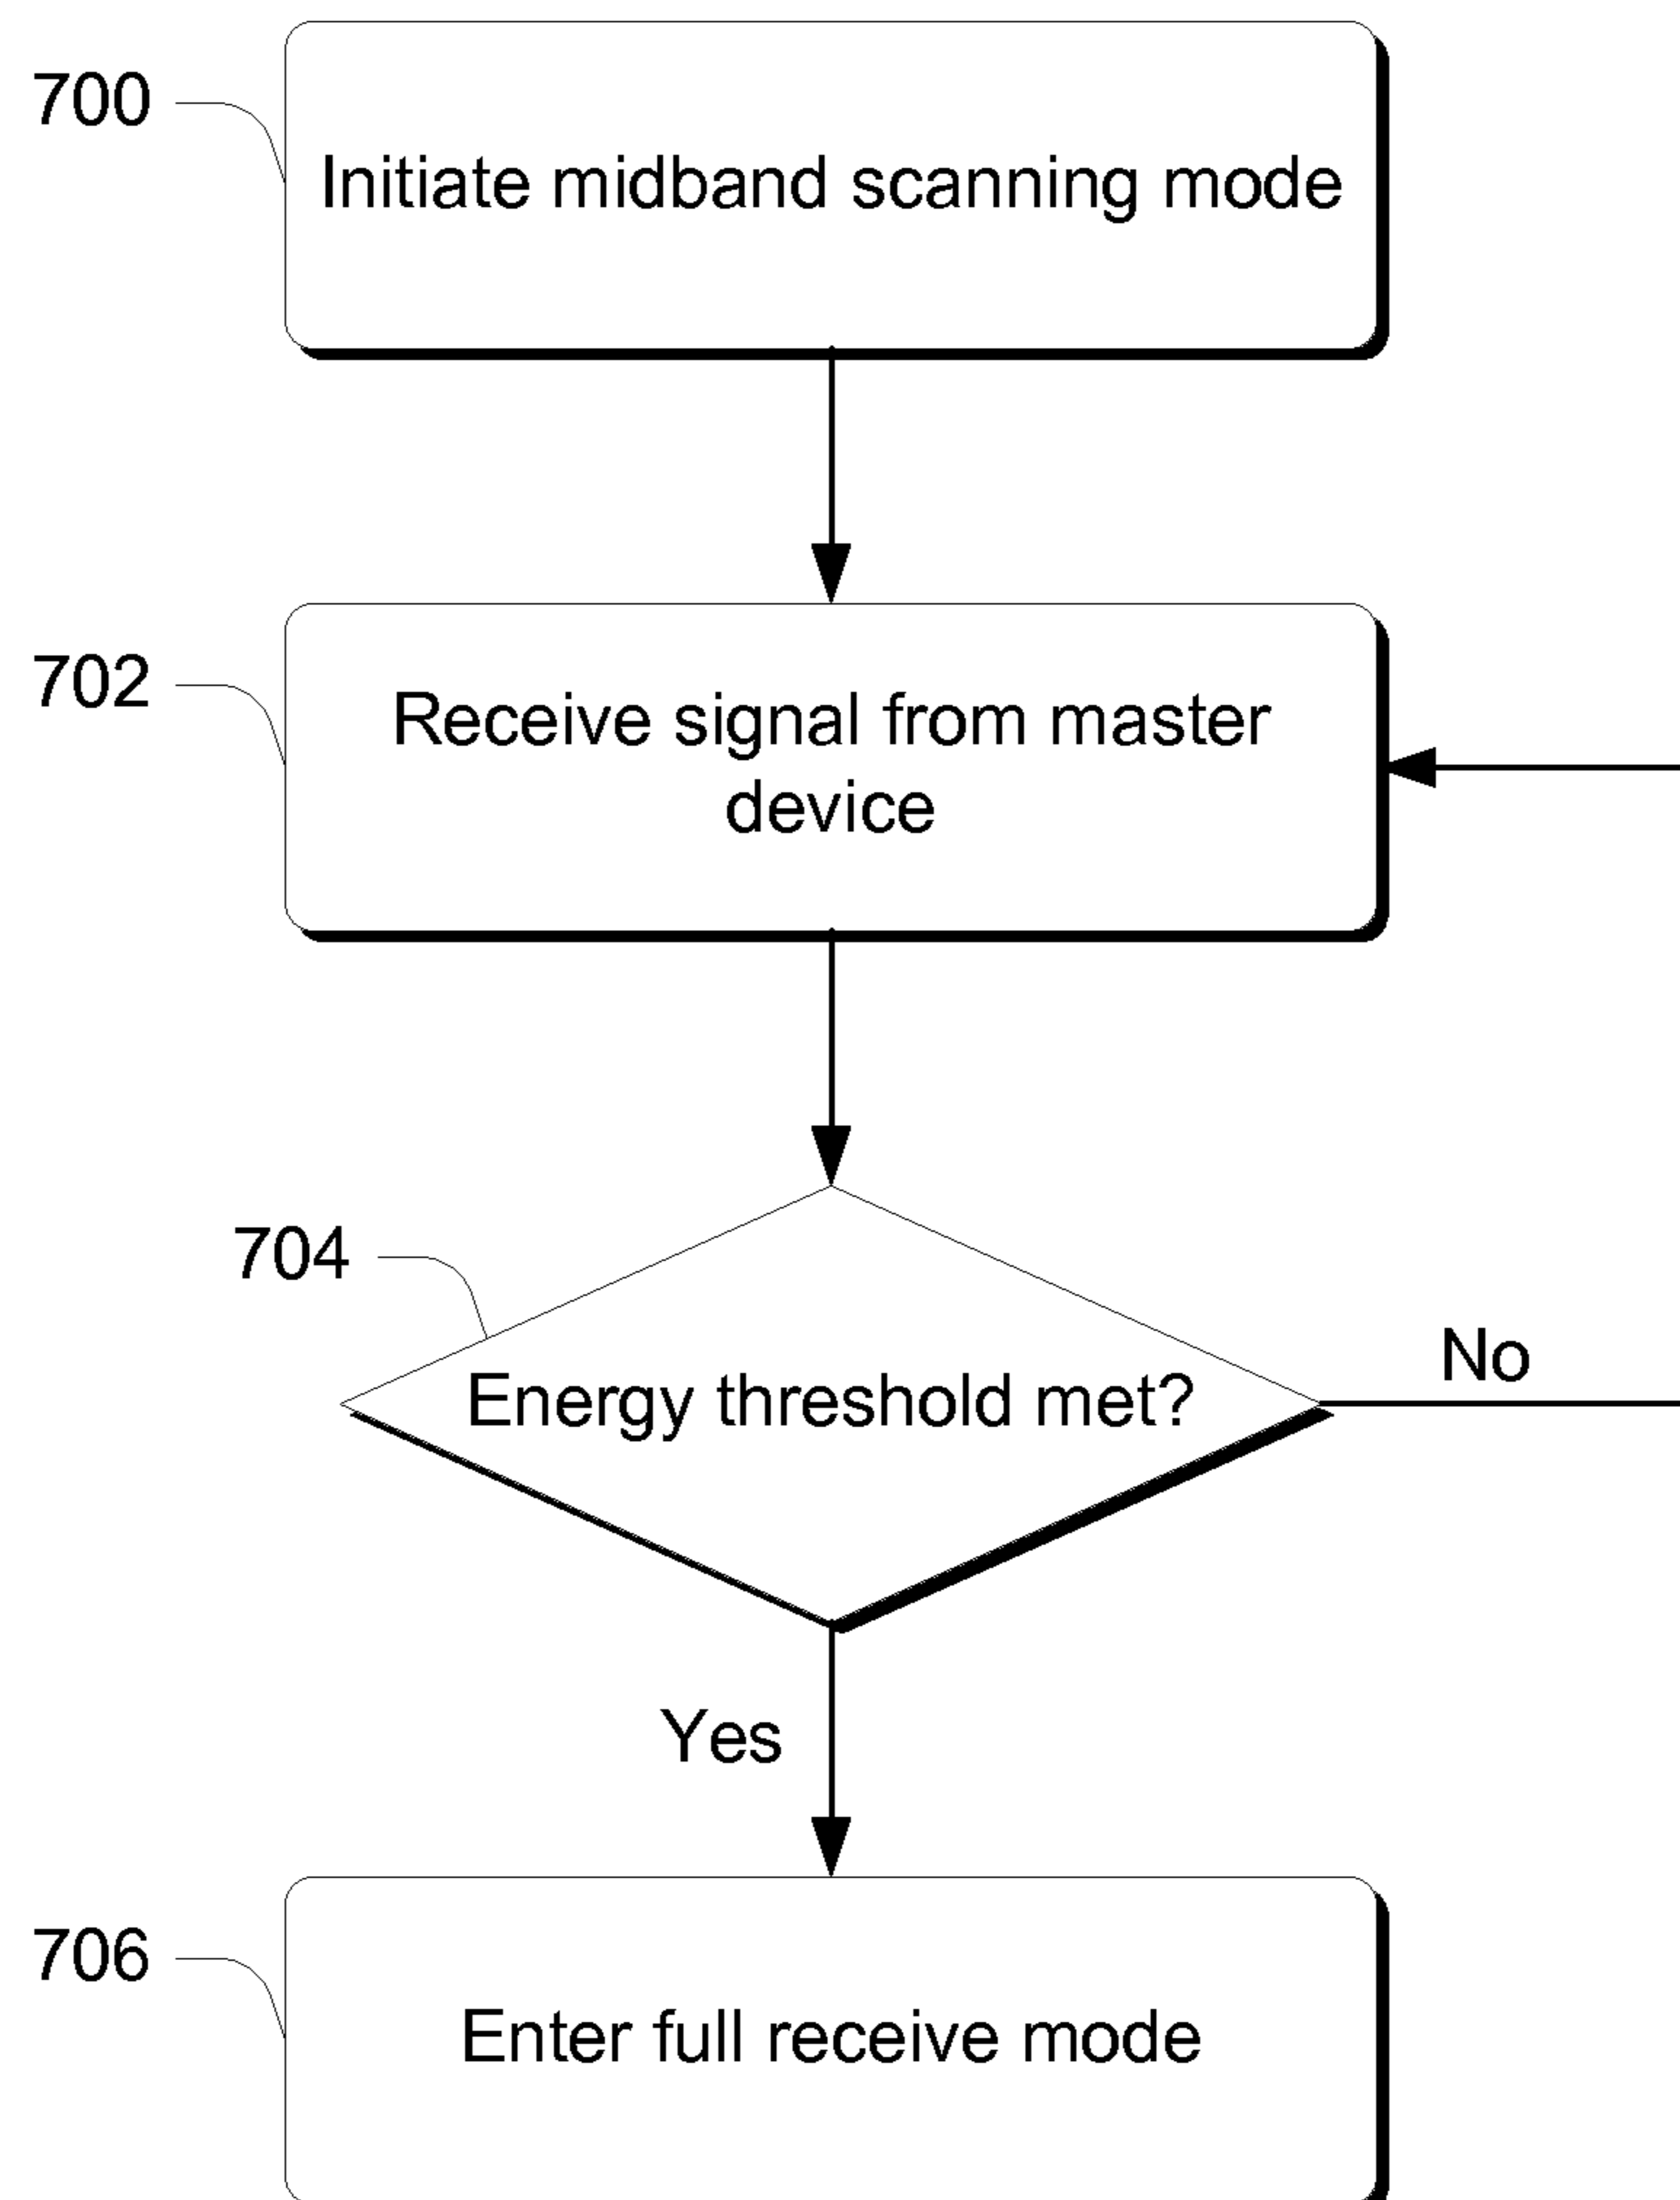 700
Initiate midband scanning mode
702
Receive signal from master
device
704
Energy threshold met?
No
Yes
706
Enter full receive mode